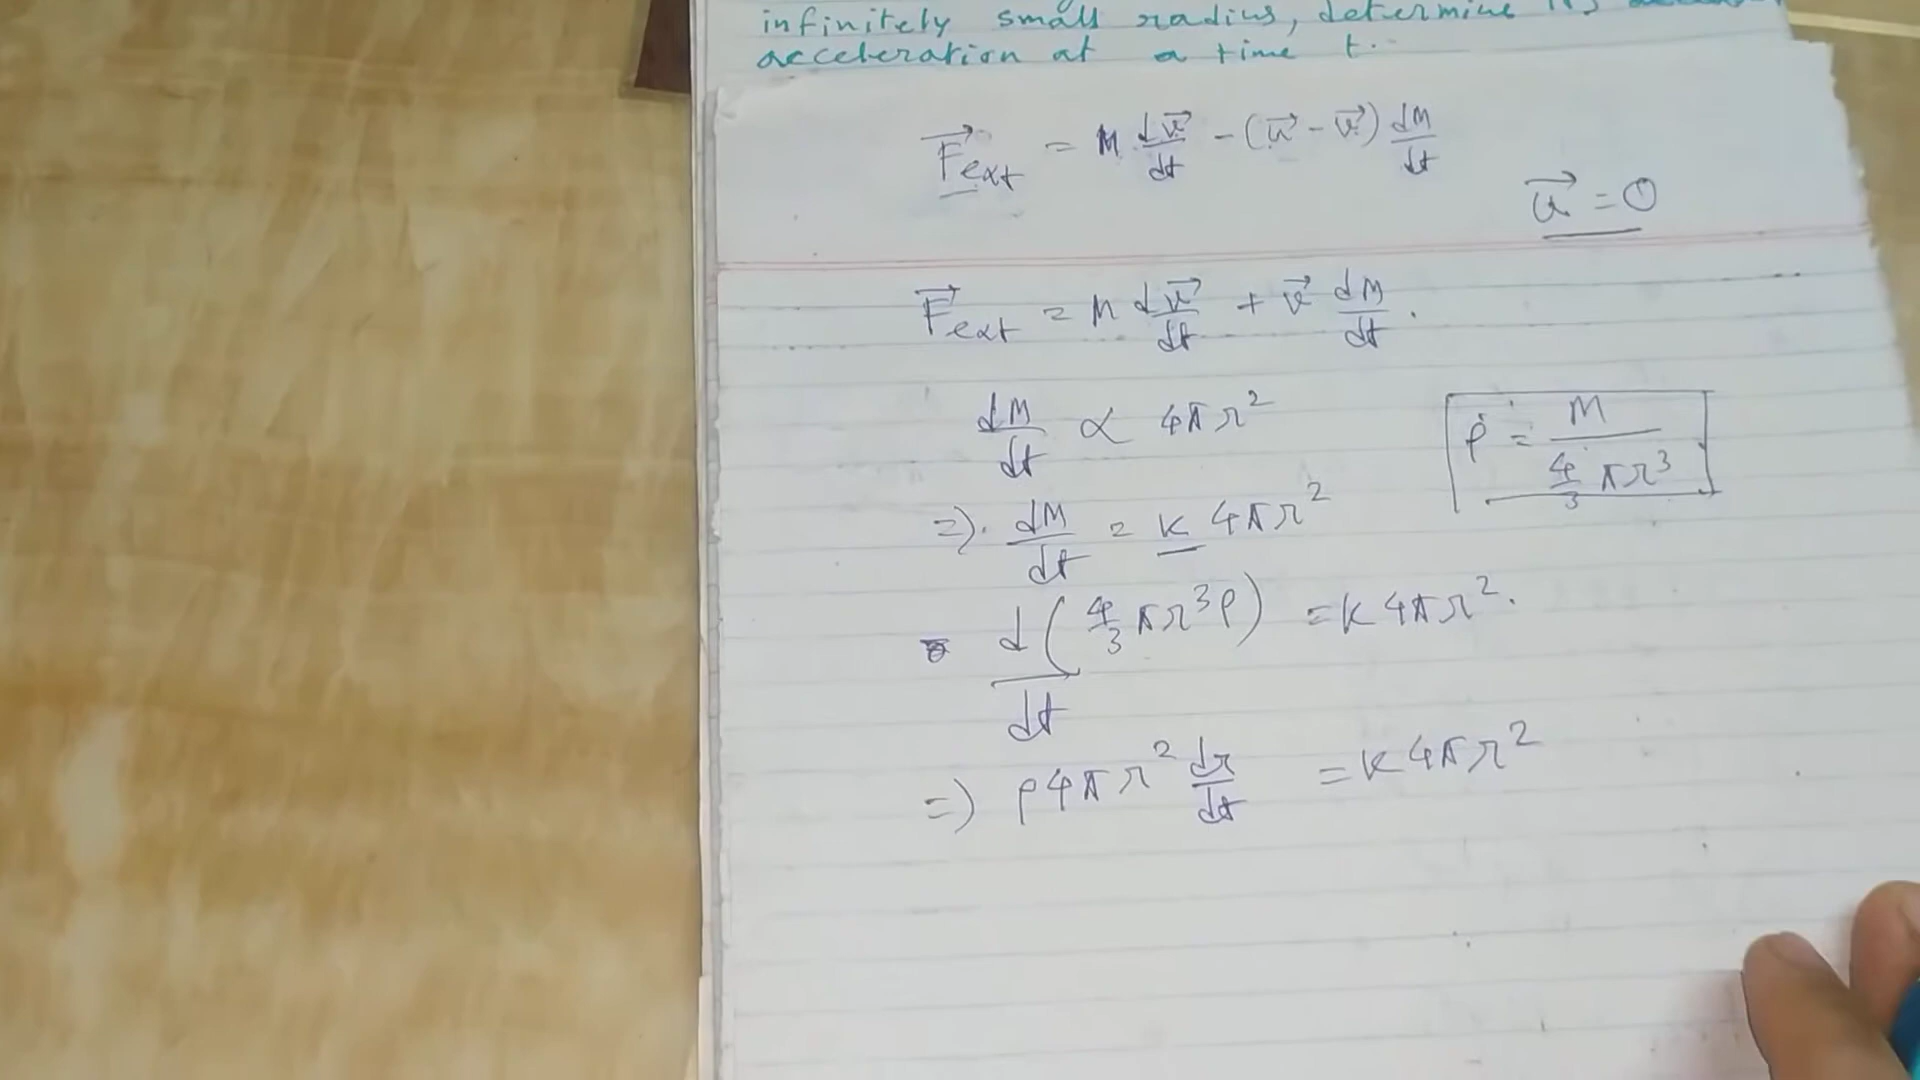 infinitely small radius, determine its
acceleration at a time t.
F⃗ext = M dv⃗/dt - (u⃗ - v⃗) dM/dt
u⃗ = 0
F⃗ext = M dv⃗/dt + v⃗ dM/dt.
dM/dt ∝ 4πr²
ρ = M/(4/3 πr³)
=). dM/dt = K 4πr²
d(4/3 πr³ρ)/dt = K 4πr².
=) ρ4πr² dr/dt = K 4πr²